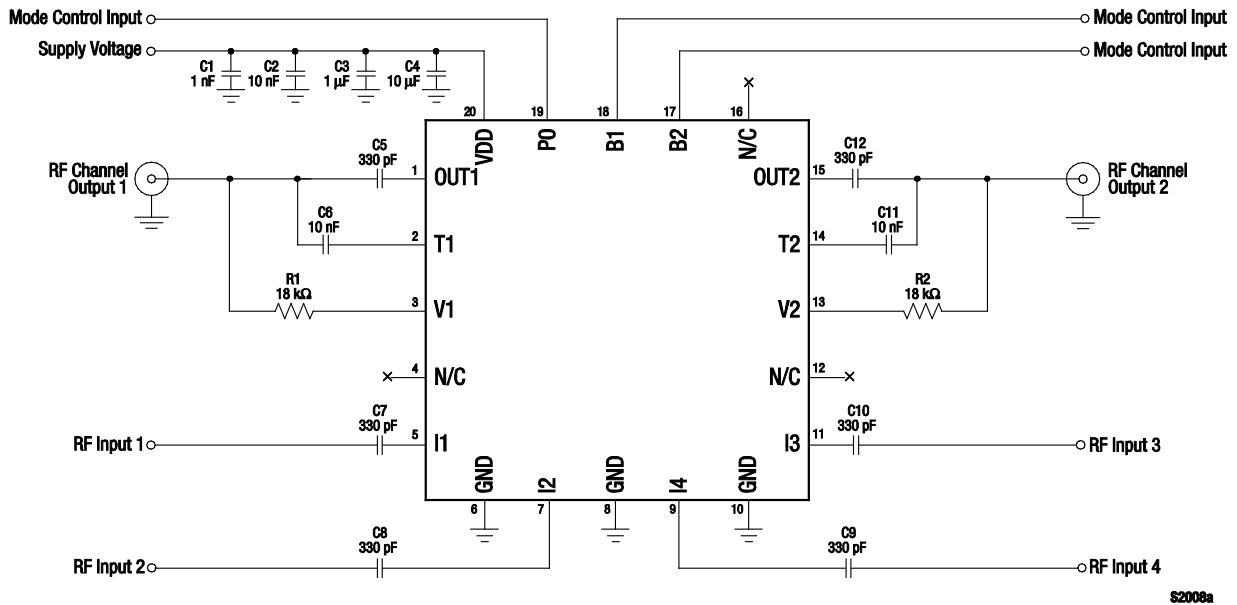 Mode Control Input
Mode Control Input
Supply Voltage
Mode Control Input
C1
1 nF
C2
10 nF
C3
1 µF
C4
10 µF
20
19
18
17
16
VDD
P0
B1
B2
N/C
RF Channel
Output 1
C5
330 pF
1
OUT1
OUT2
15
C12
330 pF
RF Channel
Output 2
C6
10 nF
2
T1
T2
14
C11
10 nF
R1
18 kΩ
3
V1
V2
13
R2
18 kΩ
4
N/C
N/C
12
RF Input 1
C7
330 pF
5
I1
I3
11
C10
330 pF
RF Input 3
GND
I2
GND
I4
GND
6
7
8
9
10
RF Input 2
C8
330 pF
C9
330 pF
RF Input 4
S2008a